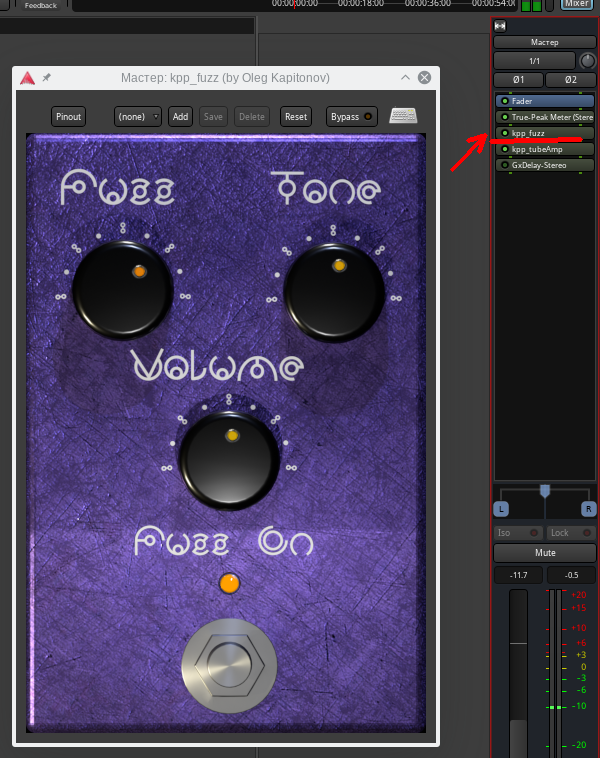 Feedback
00:00:00:00 00:00:18:00 00:00:36:00 00:00:54:0
Mixer
Мастер: kpp_fuzz (by Oleg Kapitonov)
Pinout (none) Add Save Delete Reset Bypass
Fuzz Tone
Volume
Fuzz On
Мастер
1/1
Ø1 Ø2
Fader
True-Peak Meter (Stere
kpp_fuzz
kpp_tubeAmp
GxDelay-Stereo
L R
Iso Lock
Mute
-11.7 -0.5
+20
+15
+10
+6
+3
0
-3
-6
-10
-20